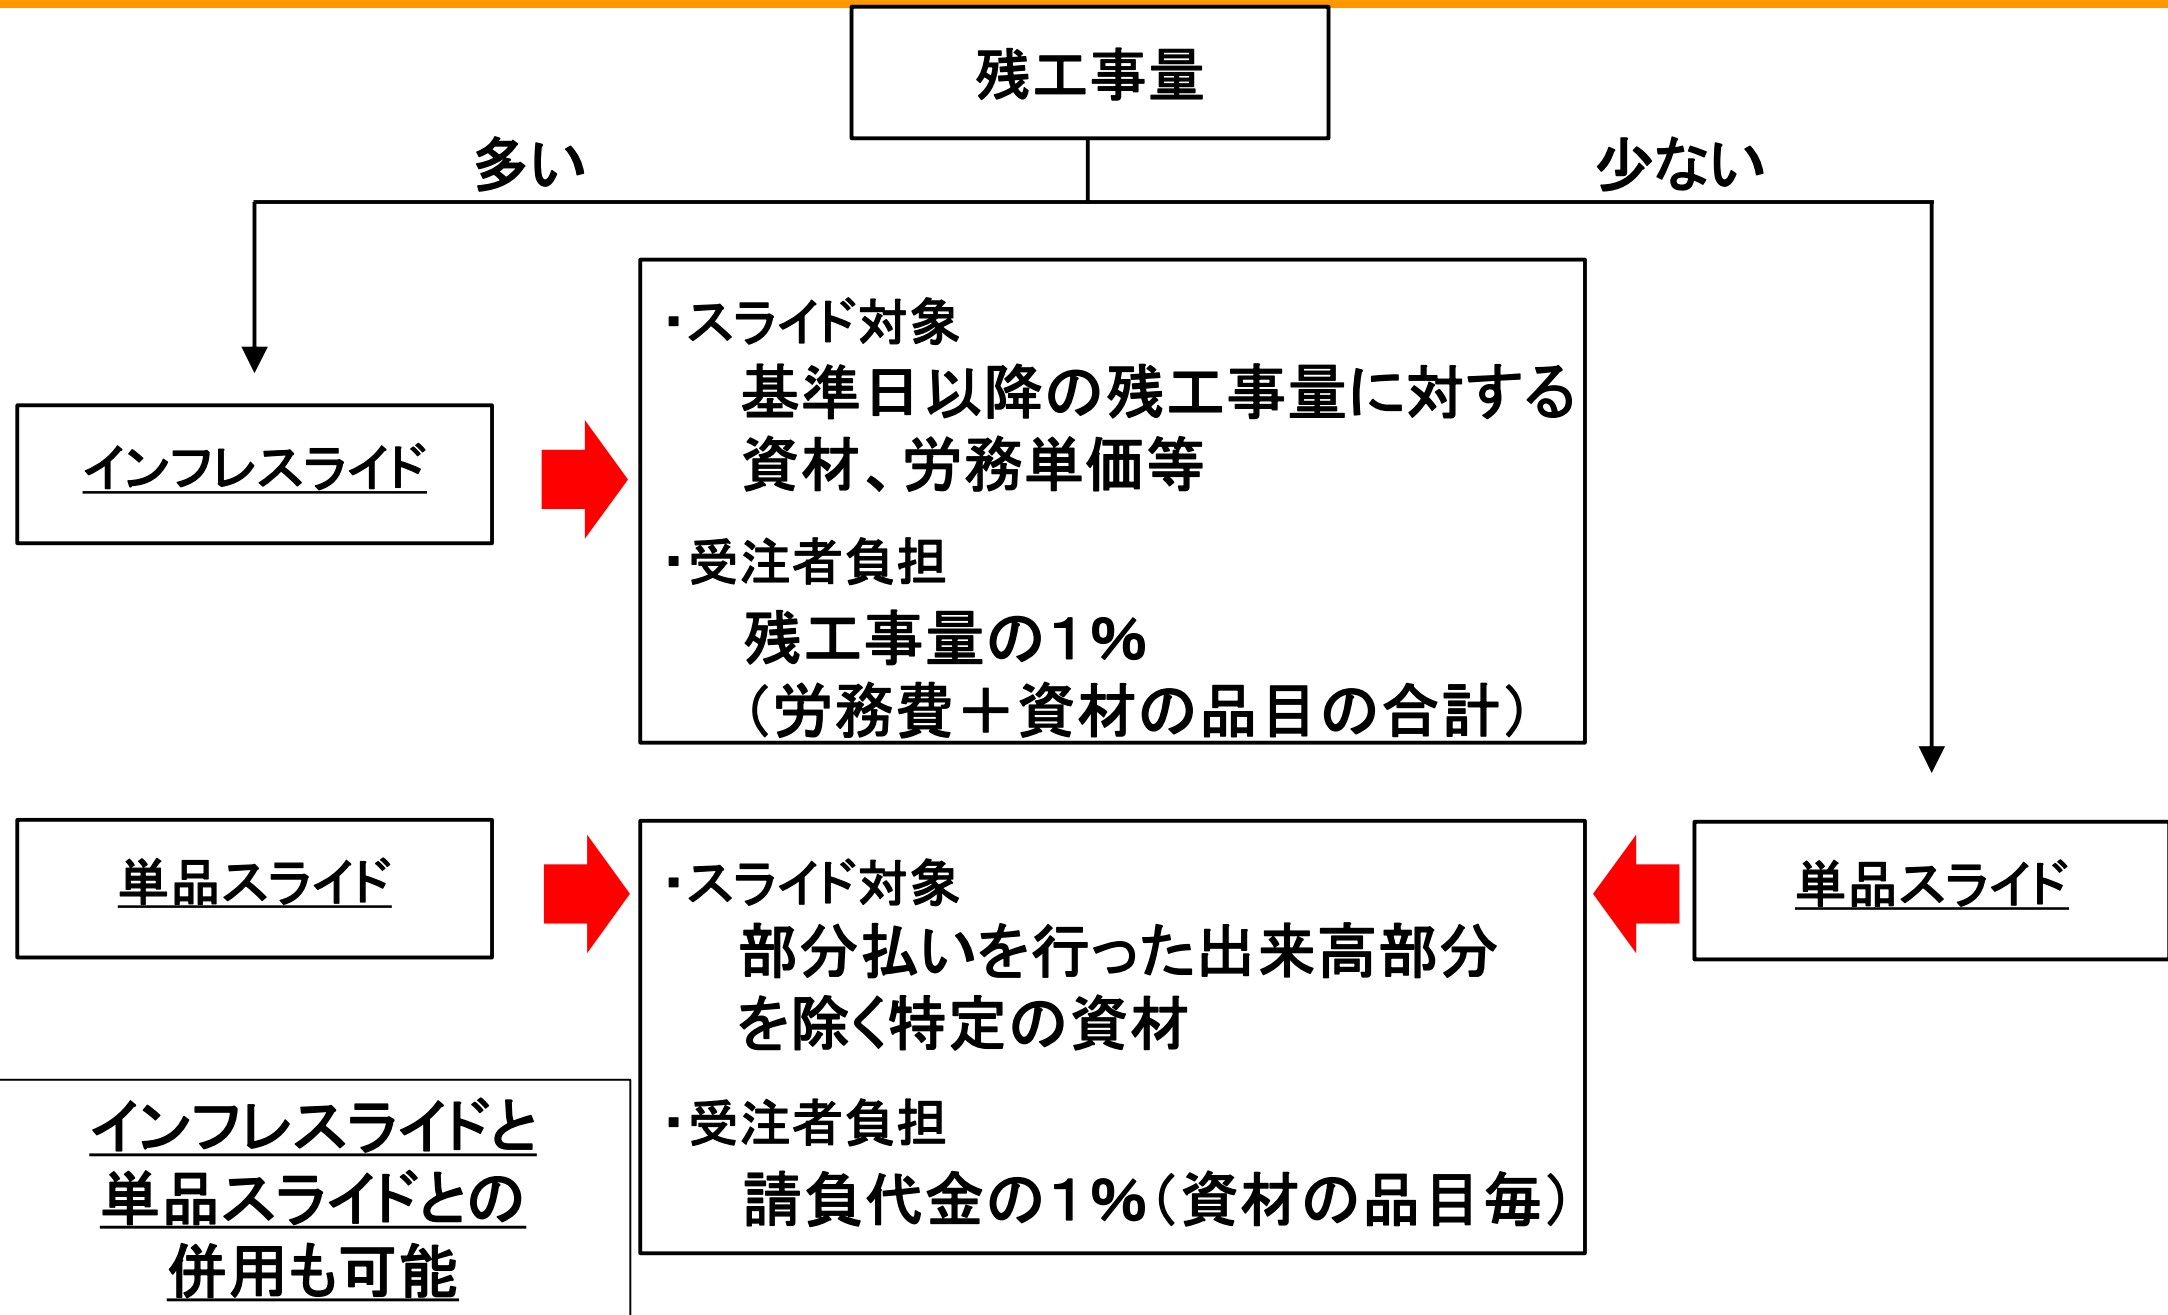 残工事量
多い
少ない
インフレスライド
・スライド対象
基準日以降の残工事量に対する
資材、労務単価等
・受注者負担
残工事量の1%
(労務費+資材の品目の合計)
単品スライド
・スライド対象
部分払いを行った出来高部分
を除く特定の資材
・受注者負担
請負代金の1%(資材の品目毎)
単品スライド
インフレスライドと
単品スライドとの
併用も可能